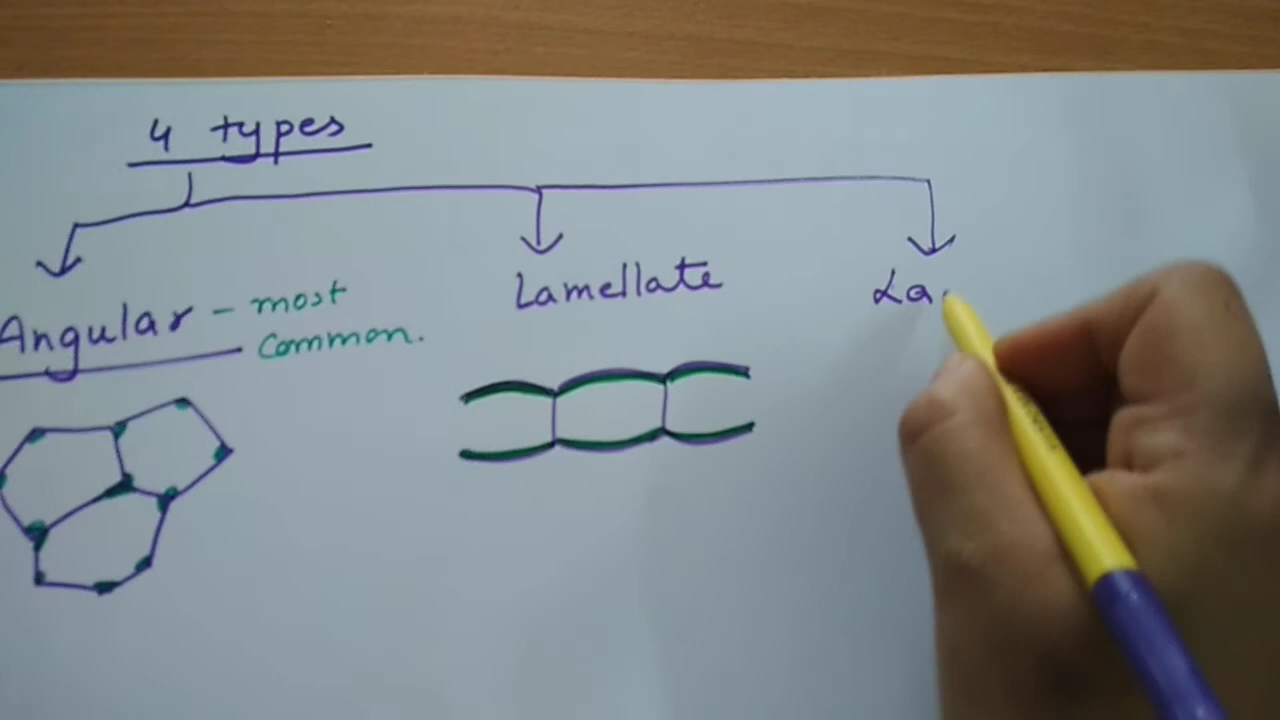 4 types
Angular - most
common.
Lamellate
La